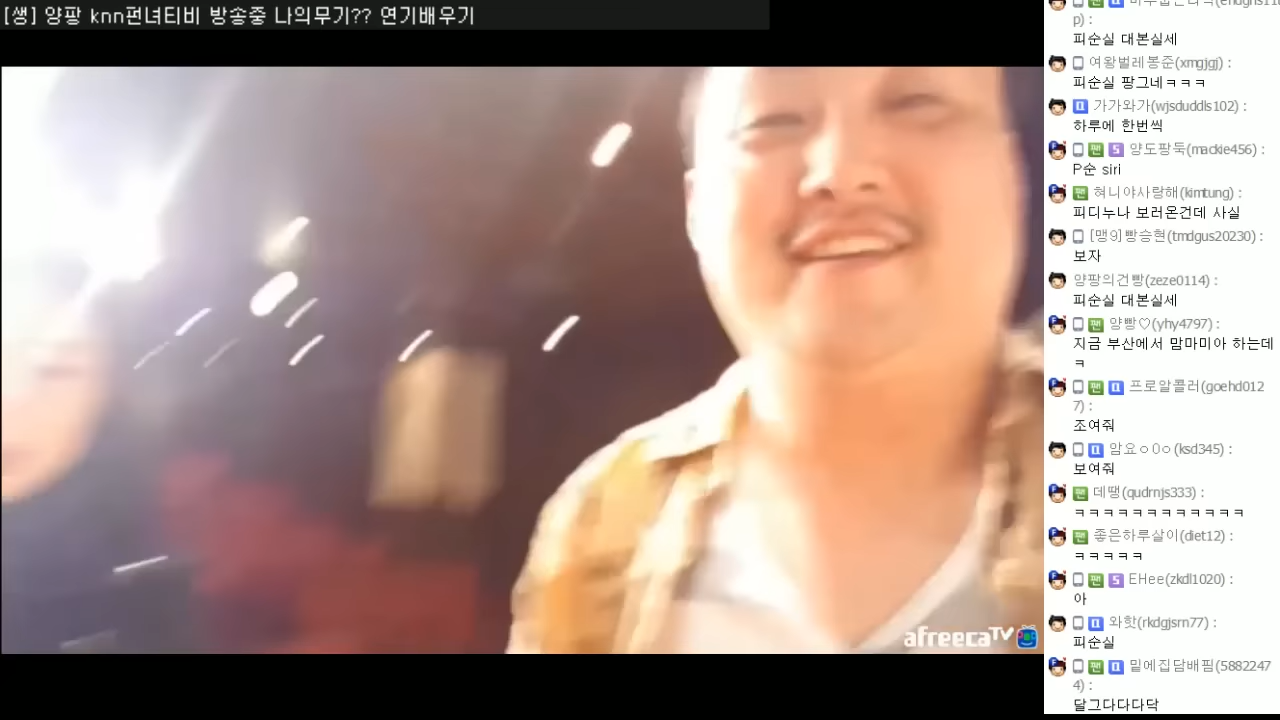 [생] 양팡 knn펀녀티비 방송중 나의무기?? 연기배우기
afreecaTV
p) :
피순실 대본실세
여왕벌레봉준(xmgjgj) :
피순실 팡그네ㅋㅋㅋ
가가와가(wjsduddls102) :
하루에 한번씩
양도팡둑(mackie456) :
P순 siri
혀니야사랑해(kimtung) :
피디누나 보러온건데 사실
[맹9]빵승현(tmdgus20230) :
보자
양팡의건빵(zeze0114) :
피순실 대본실세
양빵♡(yhy4797) :
지금 부산에서 맘마미아 하는데
ㅋ
프로알콜러(goehd012
7) :
조여줘
암요ㅇ0ㅇ(ksd345) :
보여줘
데땡(qudrnjs333) :
ㅋㅋㅋㅋㅋㅋㅋㅋㅋㅋㅋㅋ
좋은하루살이(diet12) :
ㅋㅋㅋㅋㅋ
EHee(zkdl1020) :
아
와핫(rkdgjsrn77) :
피순실
밑에집담배핌(5882247
4) :
달그다다다닥